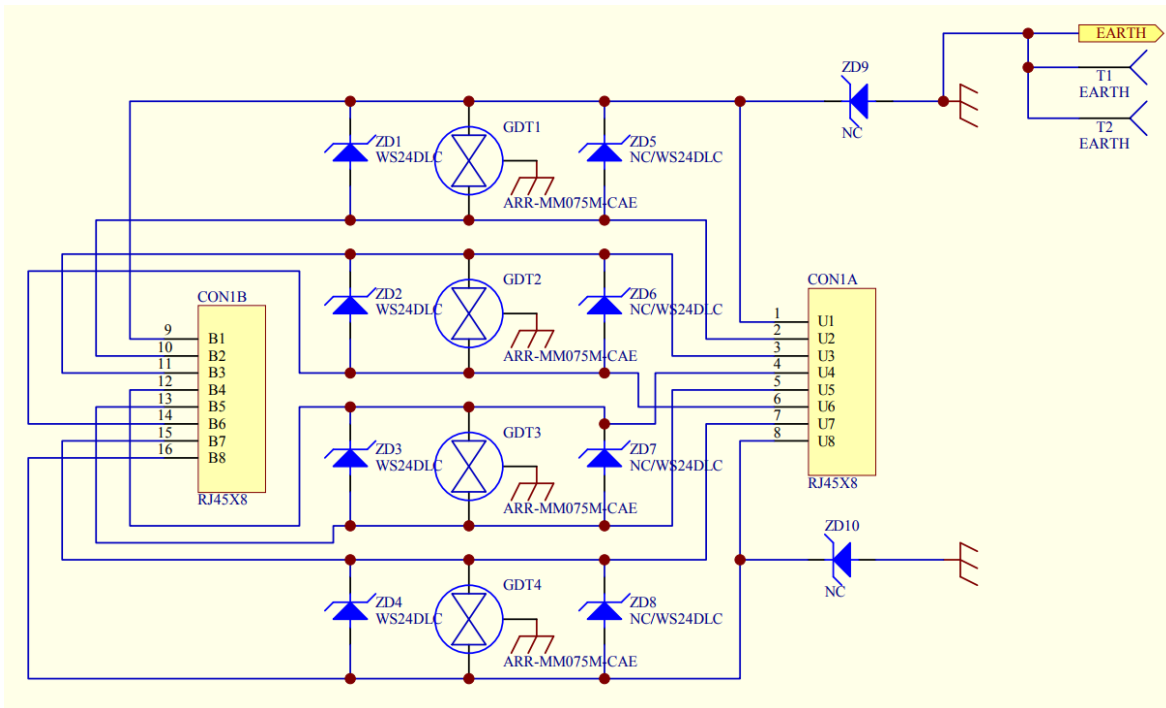 EARTH
ZD9
T1
EARTH
NC
T2
EARTH
GDT1
ZD1
WS24DLC
ZD5
NC/WS24DLC
ARR-MM075M-CAE
GDT2
CON1A
ZD2
WS24DLC
ZD6
NC/WS24DLC
CON1B
ARR-MM075M-CAE
9 B1
10 B2
11 B3
12 B4
13 B5
14 B6
15 B7
16 B8
RJ45X8
1 U1
2 U2
3 U3
4 U4
5 U5
6 U6
7 U7
8 U8
RJ45X8
GDT3
ZD3
WS24DLC
ZD7
NC/WS24DLC
ARR-MM075M-CAE
ZD10
NC
GDT4
ZD4
WS24DLC
ZD8
NC/WS24DLC
ARR-MM075M-CAE